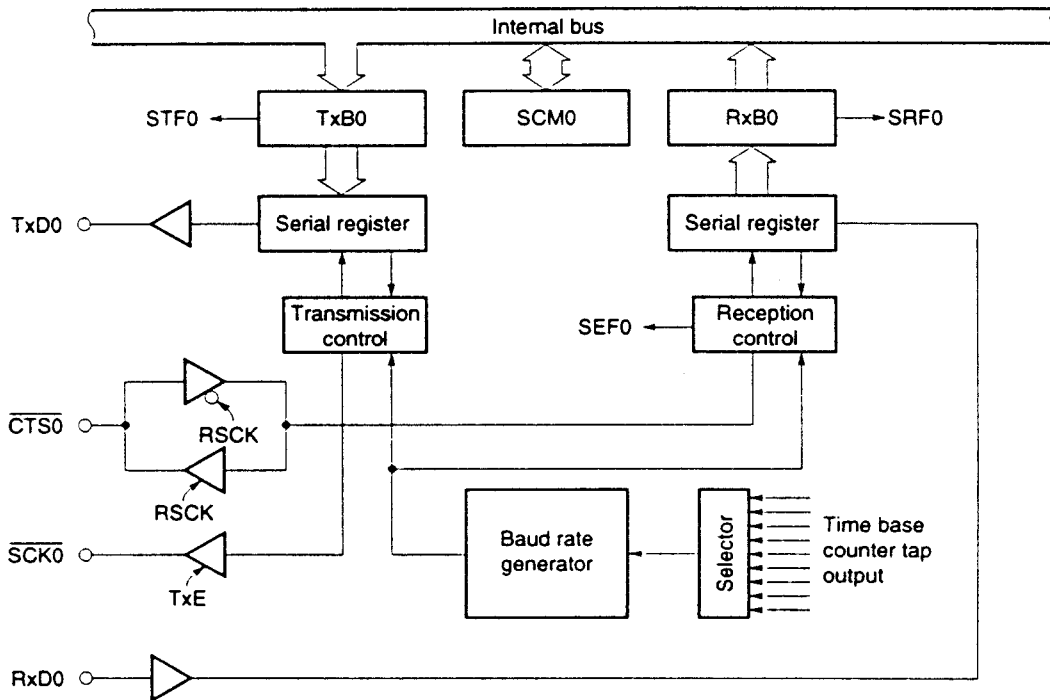 Internal bus
STF0
TxB0
SCM0
RxB0
SRF0
TxD0
Serial register
Serial register
Transmission
control
SEF0
Reception
control
CTS0
RSCK
RSCK
SCK0
TxE
Baud rate
generator
Selector
Time base
counter tap
output
RxD0